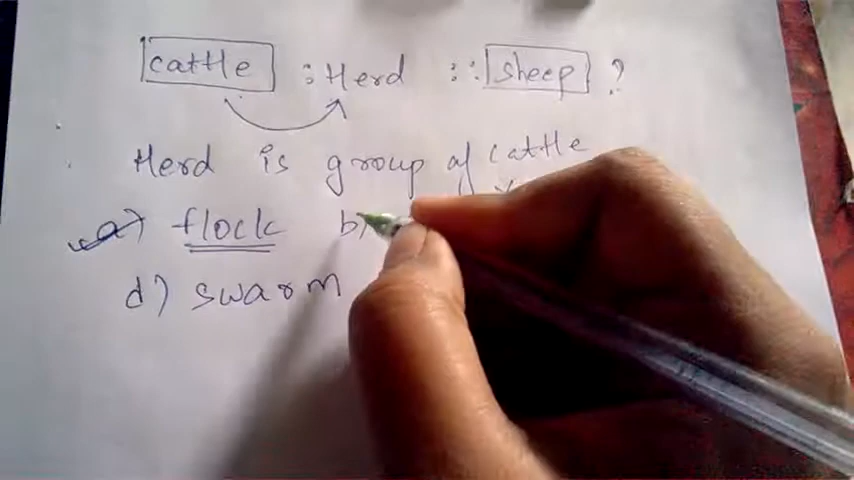 cattle : Herd :: sheep ?
Herd is group of cattle
a) flock b)
d) swarm